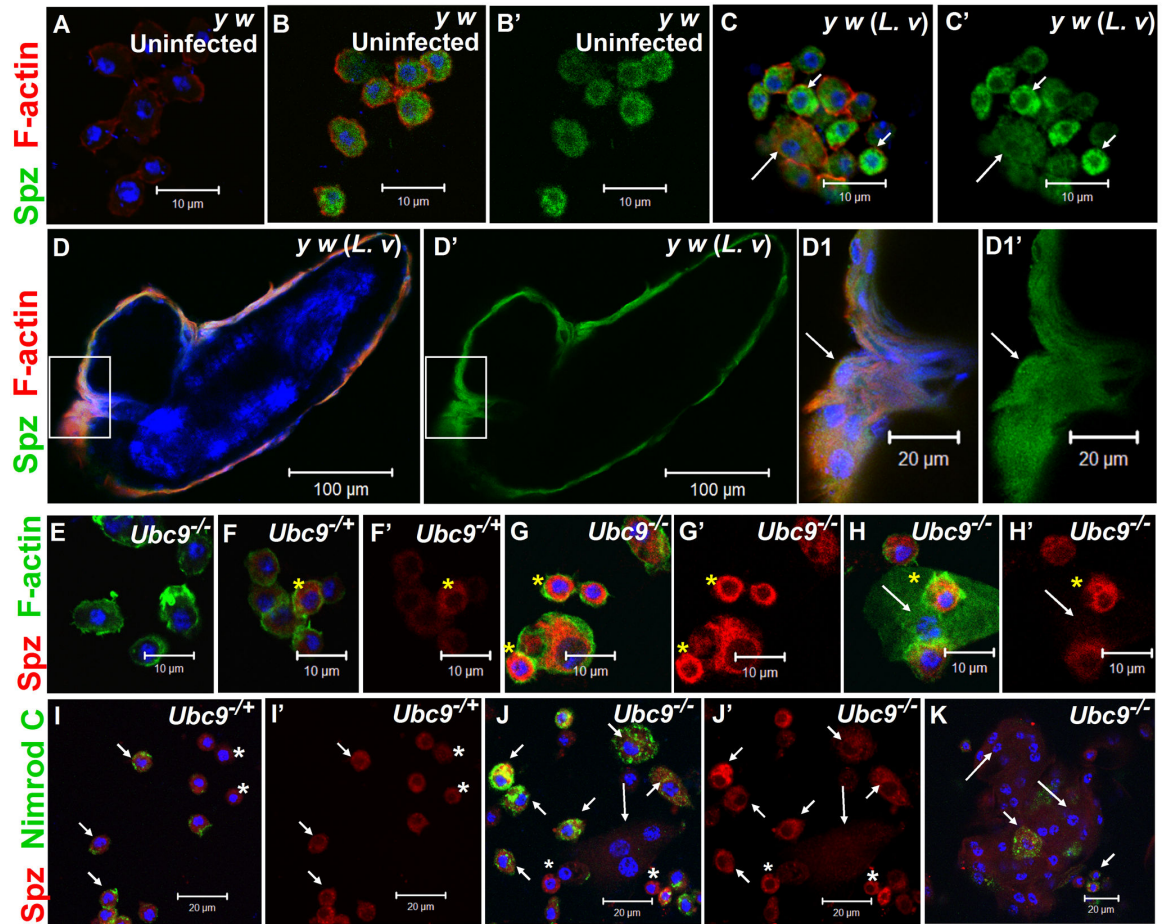 Spz F-actin
A
y w
Uninfected
10 µm
B
y w
Uninfected
10 µm
B'
10 µm
C
y w (L. v)
10 µm
C'
y w (L. v)
10 µm
Spz F-actin
D
y w (L. v)
100 µm
D'
y w (L. v)
100 µm
D1
20 µm
D1'
20 µm
Spz F-actin
E
Ubc9-/-
10 µm
F
Ubc9-/+
*
10 µm
F'
Ubc9-/+
*
10 µm
G
Ubc9-/-
*
*
10 µm
G'
Ubc9-/-
*
*
10 µm
H
Ubc9-/-
*
10 µm
H'
Ubc9-/-
*
10 µm
Spz Nimrod C
I
Ubc9-/+
*
*
20 µm
I'
Ubc9-/+
*
*
20 µm
J
Ubc9-/-
*
*
20 µm
J'
Ubc9-/-
*
*
20 µm
K
Ubc9-/-
20 µm